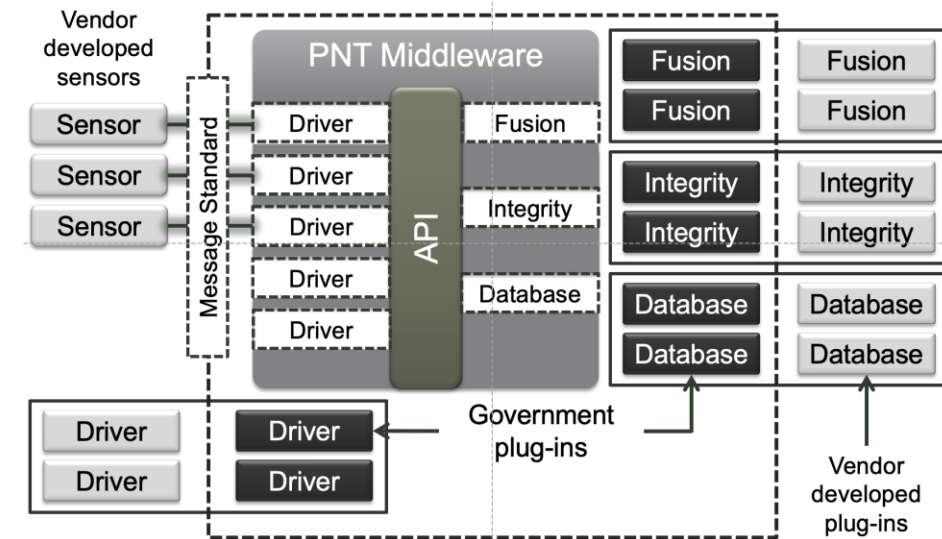 Vendor
developed
sensors
PNT Middleware
Sensor
Sensor
Sensor
Message Standard
Driver
Driver
Driver
Driver
Driver
API
Fusion
Integrity
Database
Fusion
Fusion
Fusion
Fusion
Integrity
Integrity
Integrity
Integrity
Database
Database
Database
Database
Driver
Driver
Driver
Driver
Government
plug-ins
Vendor
developed
plug-ins